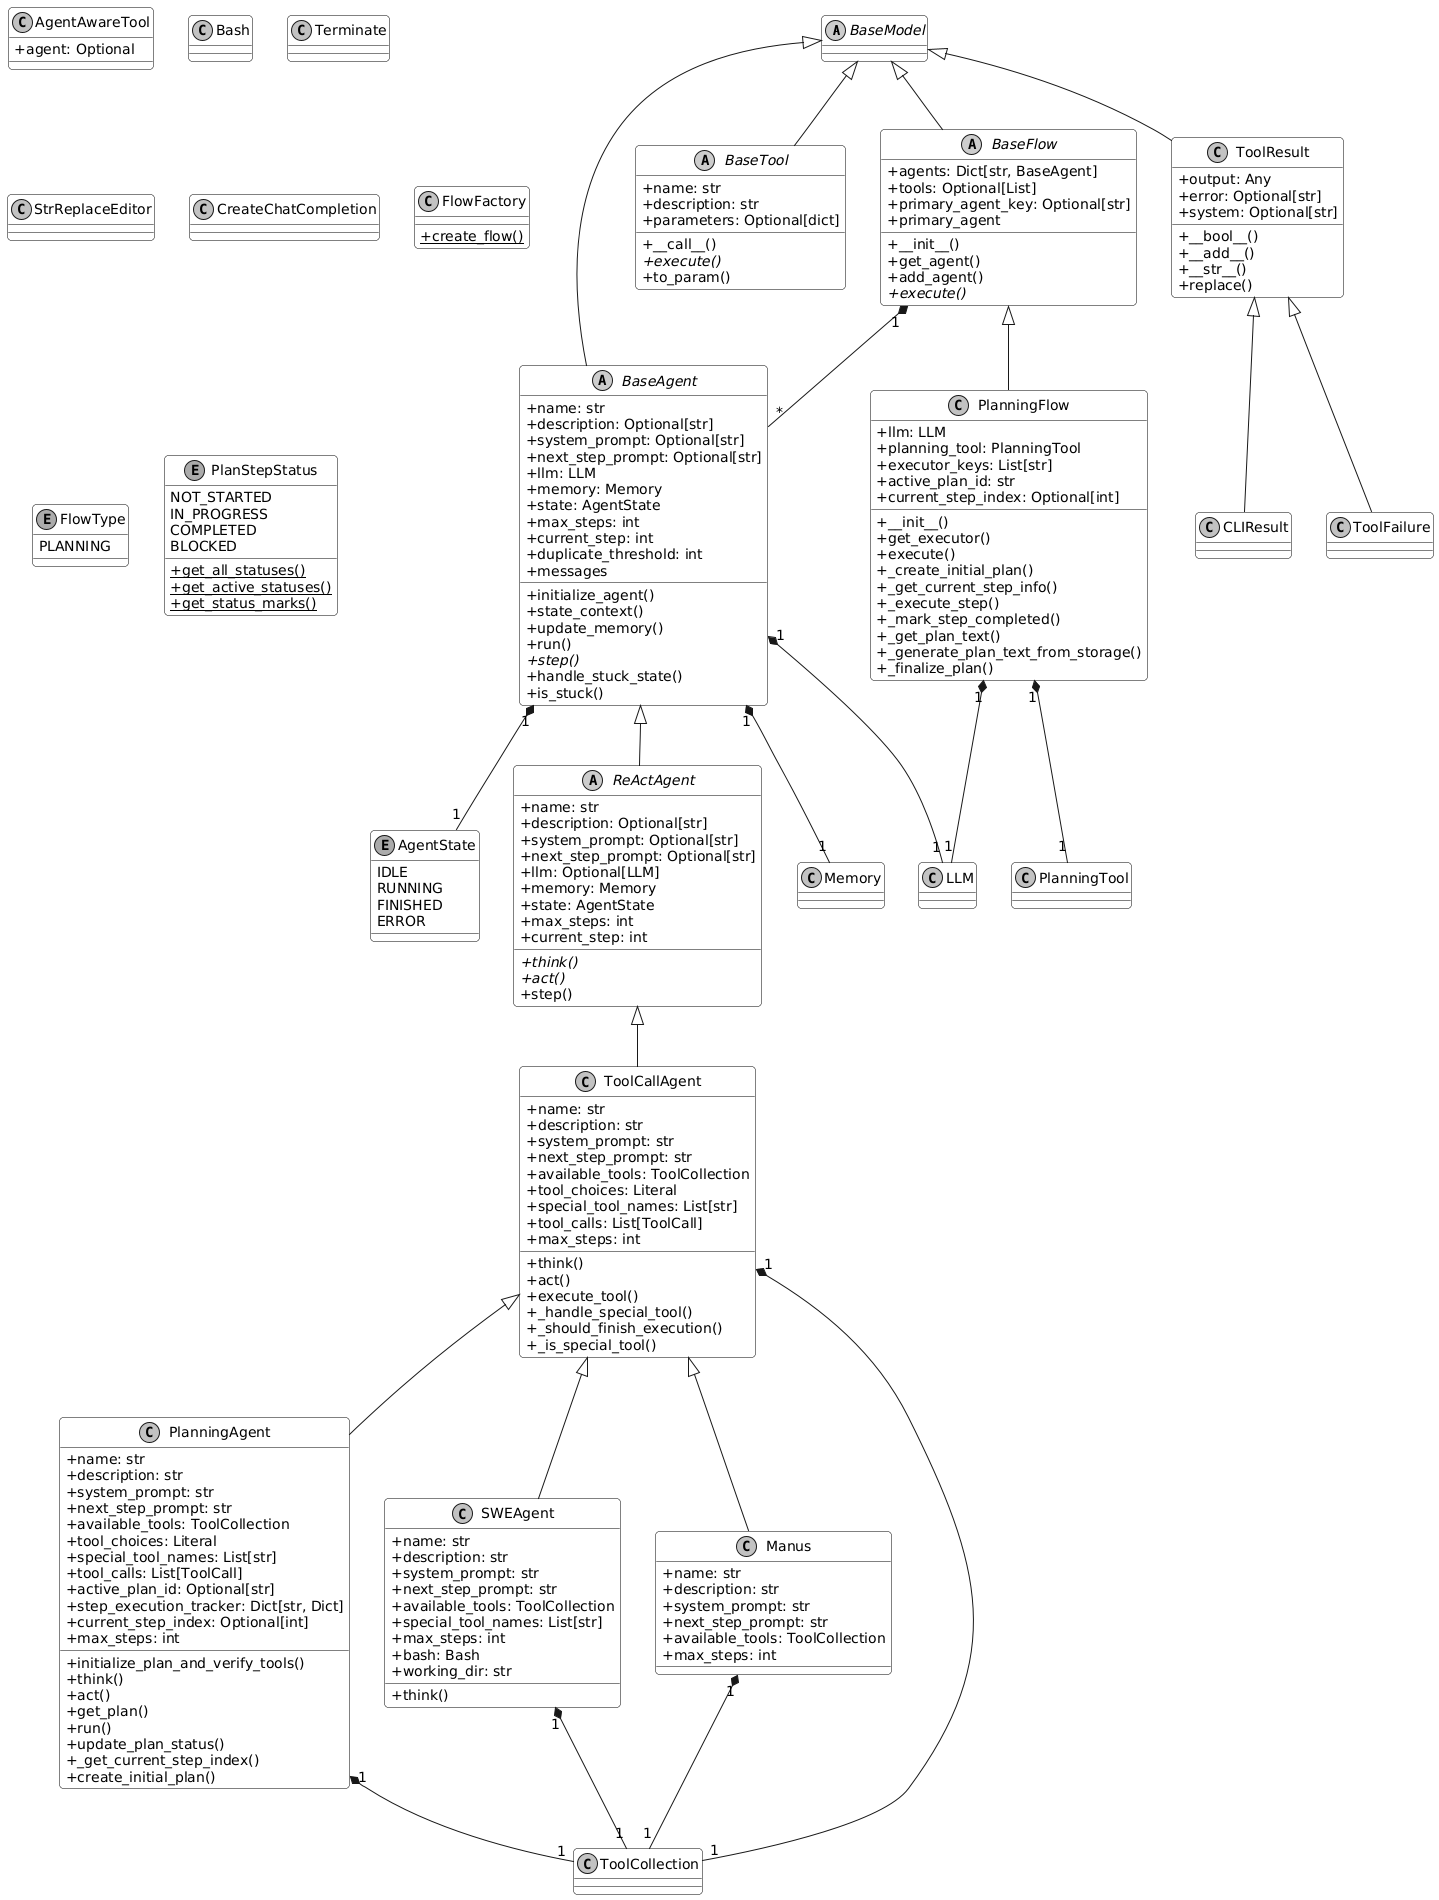 C AgentAwareTool
+agent: Optional
C Bash
C Terminate
A BaseModel
A BaseTool
+name: str
+description: str
+parameters: Optional[dict]
+__call__()
+execute()
+to_param()
A BaseFlow
+agents: Dict[str, BaseAgent]
+tools: Optional[List]
+primary_agent_key: Optional[str]
+primary_agent
+__init__()
+get_agent()
+add_agent()
+execute()
1
*
C ToolResult
+output: Any
+error: Optional[str]
+system: Optional[str]
+__bool__()
+__add__()
+__str__()
+replace()
C StrReplaceEditor
C CreateChatCompletion
C FlowFactory
+create_flow()
A BaseAgent
+name: str
+description: Optional[str]
+system_prompt: Optional[str]
+next_step_prompt: Optional[str]
+llm: LLM
+memory: Memory
+state: AgentState
+max_steps: int
+current_step: int
+duplicate_threshold: int
+messages
+initialize_agent()
+state_context()
+update_memory()
+run()
+step()
+handle_stuck_state()
+is_stuck()
1
1
1
C PlanningFlow
+llm: LLM
+planning_tool: PlanningTool
+executor_keys: List[str]
+active_plan_id: str
+current_step_index: Optional[int]
+__init__()
+get_executor()
+execute()
+_create_initial_plan()
+_get_current_step_info()
+_execute_step()
+_mark_step_completed()
+_get_plan_text()
+_generate_plan_text_from_storage()
+_finalize_plan()
1
1
E FlowType
PLANNING
E PlanStepStatus
NOT_STARTED
IN_PROGRESS
COMPLETED
BLOCKED
+get_all_statuses()
+get_active_statuses()
+get_status_marks()
C CLIResult
C ToolFailure
1
E AgentState
IDLE
RUNNING
FINISHED
ERROR
A ReActAgent
+name: str
+description: Optional[str]
+system_prompt: Optional[str]
+next_step_prompt: Optional[str]
+llm: Optional[LLM]
+memory: Memory
+state: AgentState
+max_steps: int
+current_step: int
+think()
+act()
+step()
1
C Memory
1
1
C LLM
1
C PlanningTool
C ToolCallAgent
+name: str
+description: str
+system_prompt: str
+next_step_prompt: str
+available_tools: ToolCollection
+tool_choices: Literal
+special_tool_names: List[str]
+tool_calls: List[ToolCall]
+max_steps: int
+think()
+act()
+execute_tool()
+_handle_special_tool()
+_should_finish_execution()
+_is_special_tool()
1
C PlanningAgent
+name: str
+description: str
+system_prompt: str
+next_step_prompt: str
+available_tools: ToolCollection
+tool_choices: Literal
+special_tool_names: List[str]
+tool_calls: List[ToolCall]
+active_plan_id: Optional[str]
+step_execution_tracker: Dict[str, Dict]
+current_step_index: Optional[int]
+max_steps: int
+initialize_plan_and_verify_tools()
+think()
+act()
+get_plan()
+run()
+update_plan_status()
+_get_current_step_index()
+create_initial_plan()
1
C SWEAgent
+name: str
+description: str
+system_prompt: str
+next_step_prompt: str
+available_tools: ToolCollection
+special_tool_names: List[str]
+max_steps: int
+bash: Bash
+working_dir: str
+think()
1
C Manus
+name: str
+description: str
+system_prompt: str
+next_step_prompt: str
+available_tools: ToolCollection
+max_steps: int
1
1
1
1
1
C ToolCollection